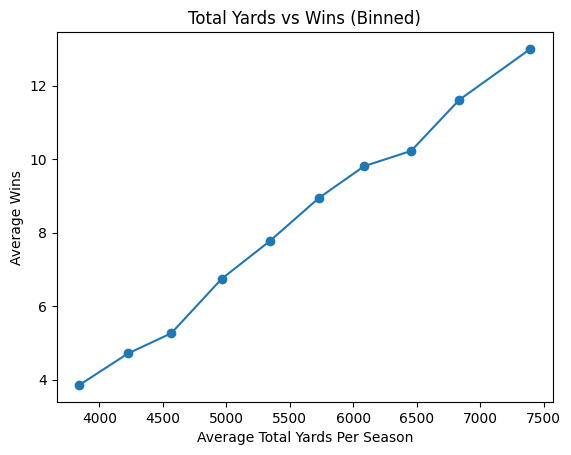 Total Yards vs Wins (Binned)
12
10
8
6
4
Average Wins
4000 4500 5000 5500 6000 6500 7000 7500
Average Total Yards Per Season